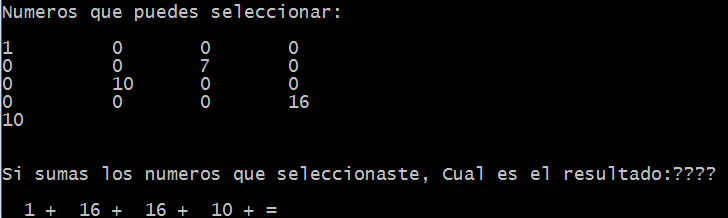 Numeros que puedes seleccionar:
1 0 0 0
0 0 7 0
0 10 0 0
0 0 0 16
10
Si sumas los numeros que seleccionaste, Cual es el resultado:????
1 + 16 + 16 + 10 + =